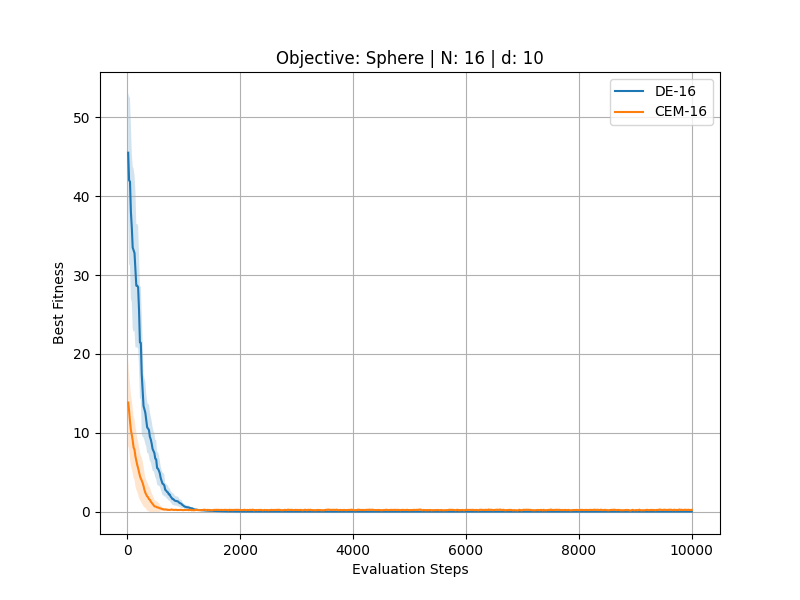 Objective: Sphere | N: 16 | d: 10
DE-16
CEM-16
Best Fitness
50
40
30
20
10
0
0 2000 4000 6000 8000 10000
Evaluation Steps